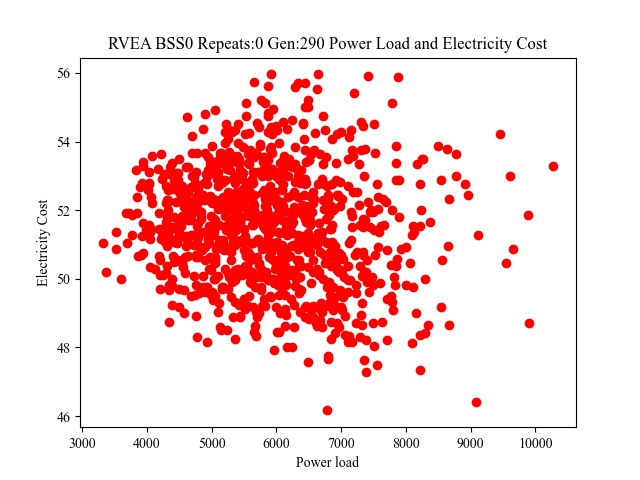 RVEA BSS0 Repeats:0 Gen:290 Power Load and Electricity Cost
56
54
52
50
48
46
Electricity Cost
3000 4000 5000 6000 7000 8000 9000 10000
Power load